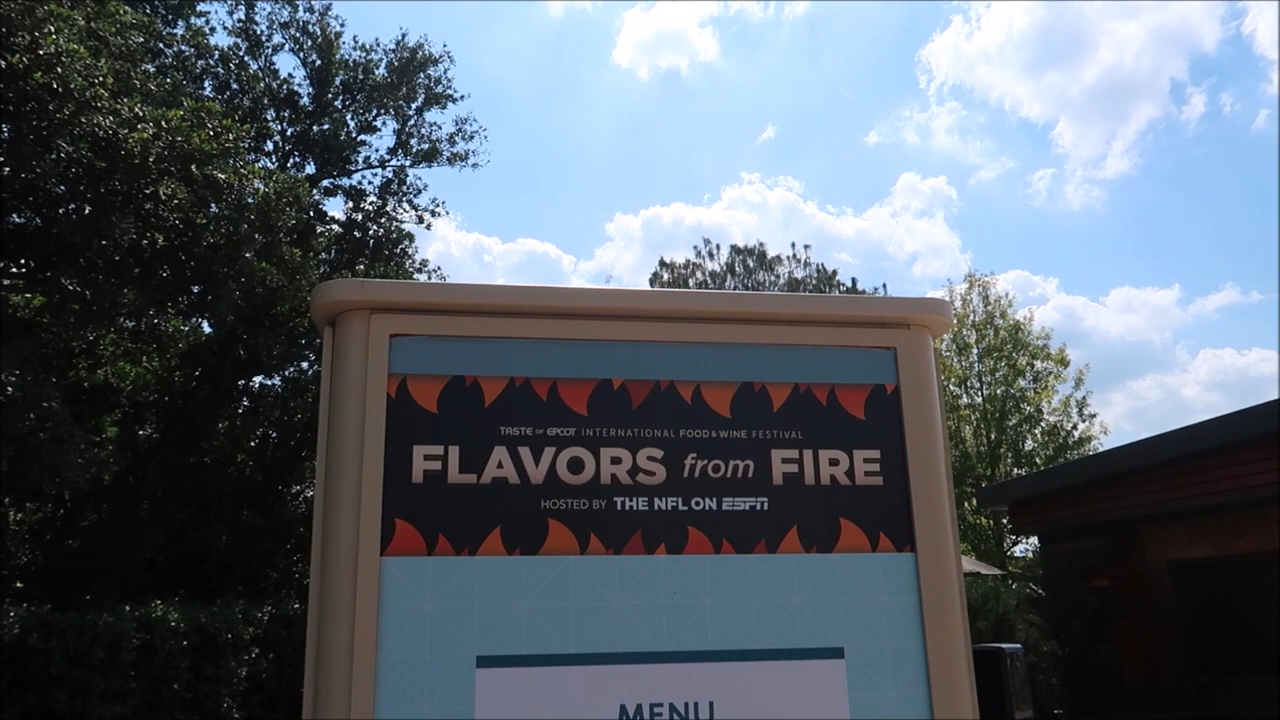 TASTE OF EPCOT INTERNATIONAL FOOD & WINE FESTIVAL
FLAVORS from FIRE
HOSTED BY THE NFL ON ESPN
MENU